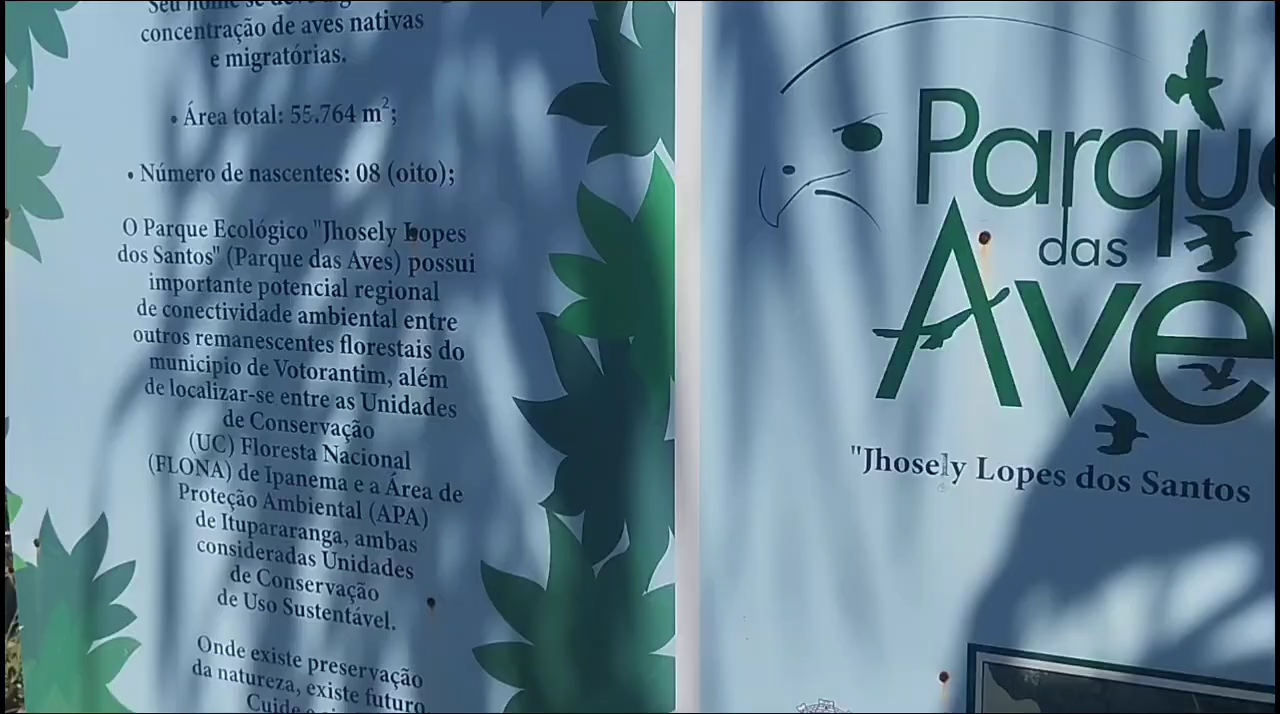 Seu nome se deve
concentração de aves nativas
e migratórias.
• Área total: 55.764 m²;
• Número de nascentes: 08 (oito);
O Parque Ecológico "Jhosely Lopes
dos Santos" (Parque das Aves) possui
importante potencial regional
de conectividade ambiental entre
outros remanescentes florestais do
municipio de Votorantim, além
de localizar-se entre as Unidades
de Conservação
(UC) Floresta Nacional
(FLONA) de Ipanema e a Área de
Proteção Ambiental (APA)
de Itupararanga, ambas
consideradas Unidades
de Conservação
de Uso Sustentável.
Onde existe preservação
da natureza, existe futuro
Cuide
Parque
das
Ave
"Jhosely Lopes dos Santos